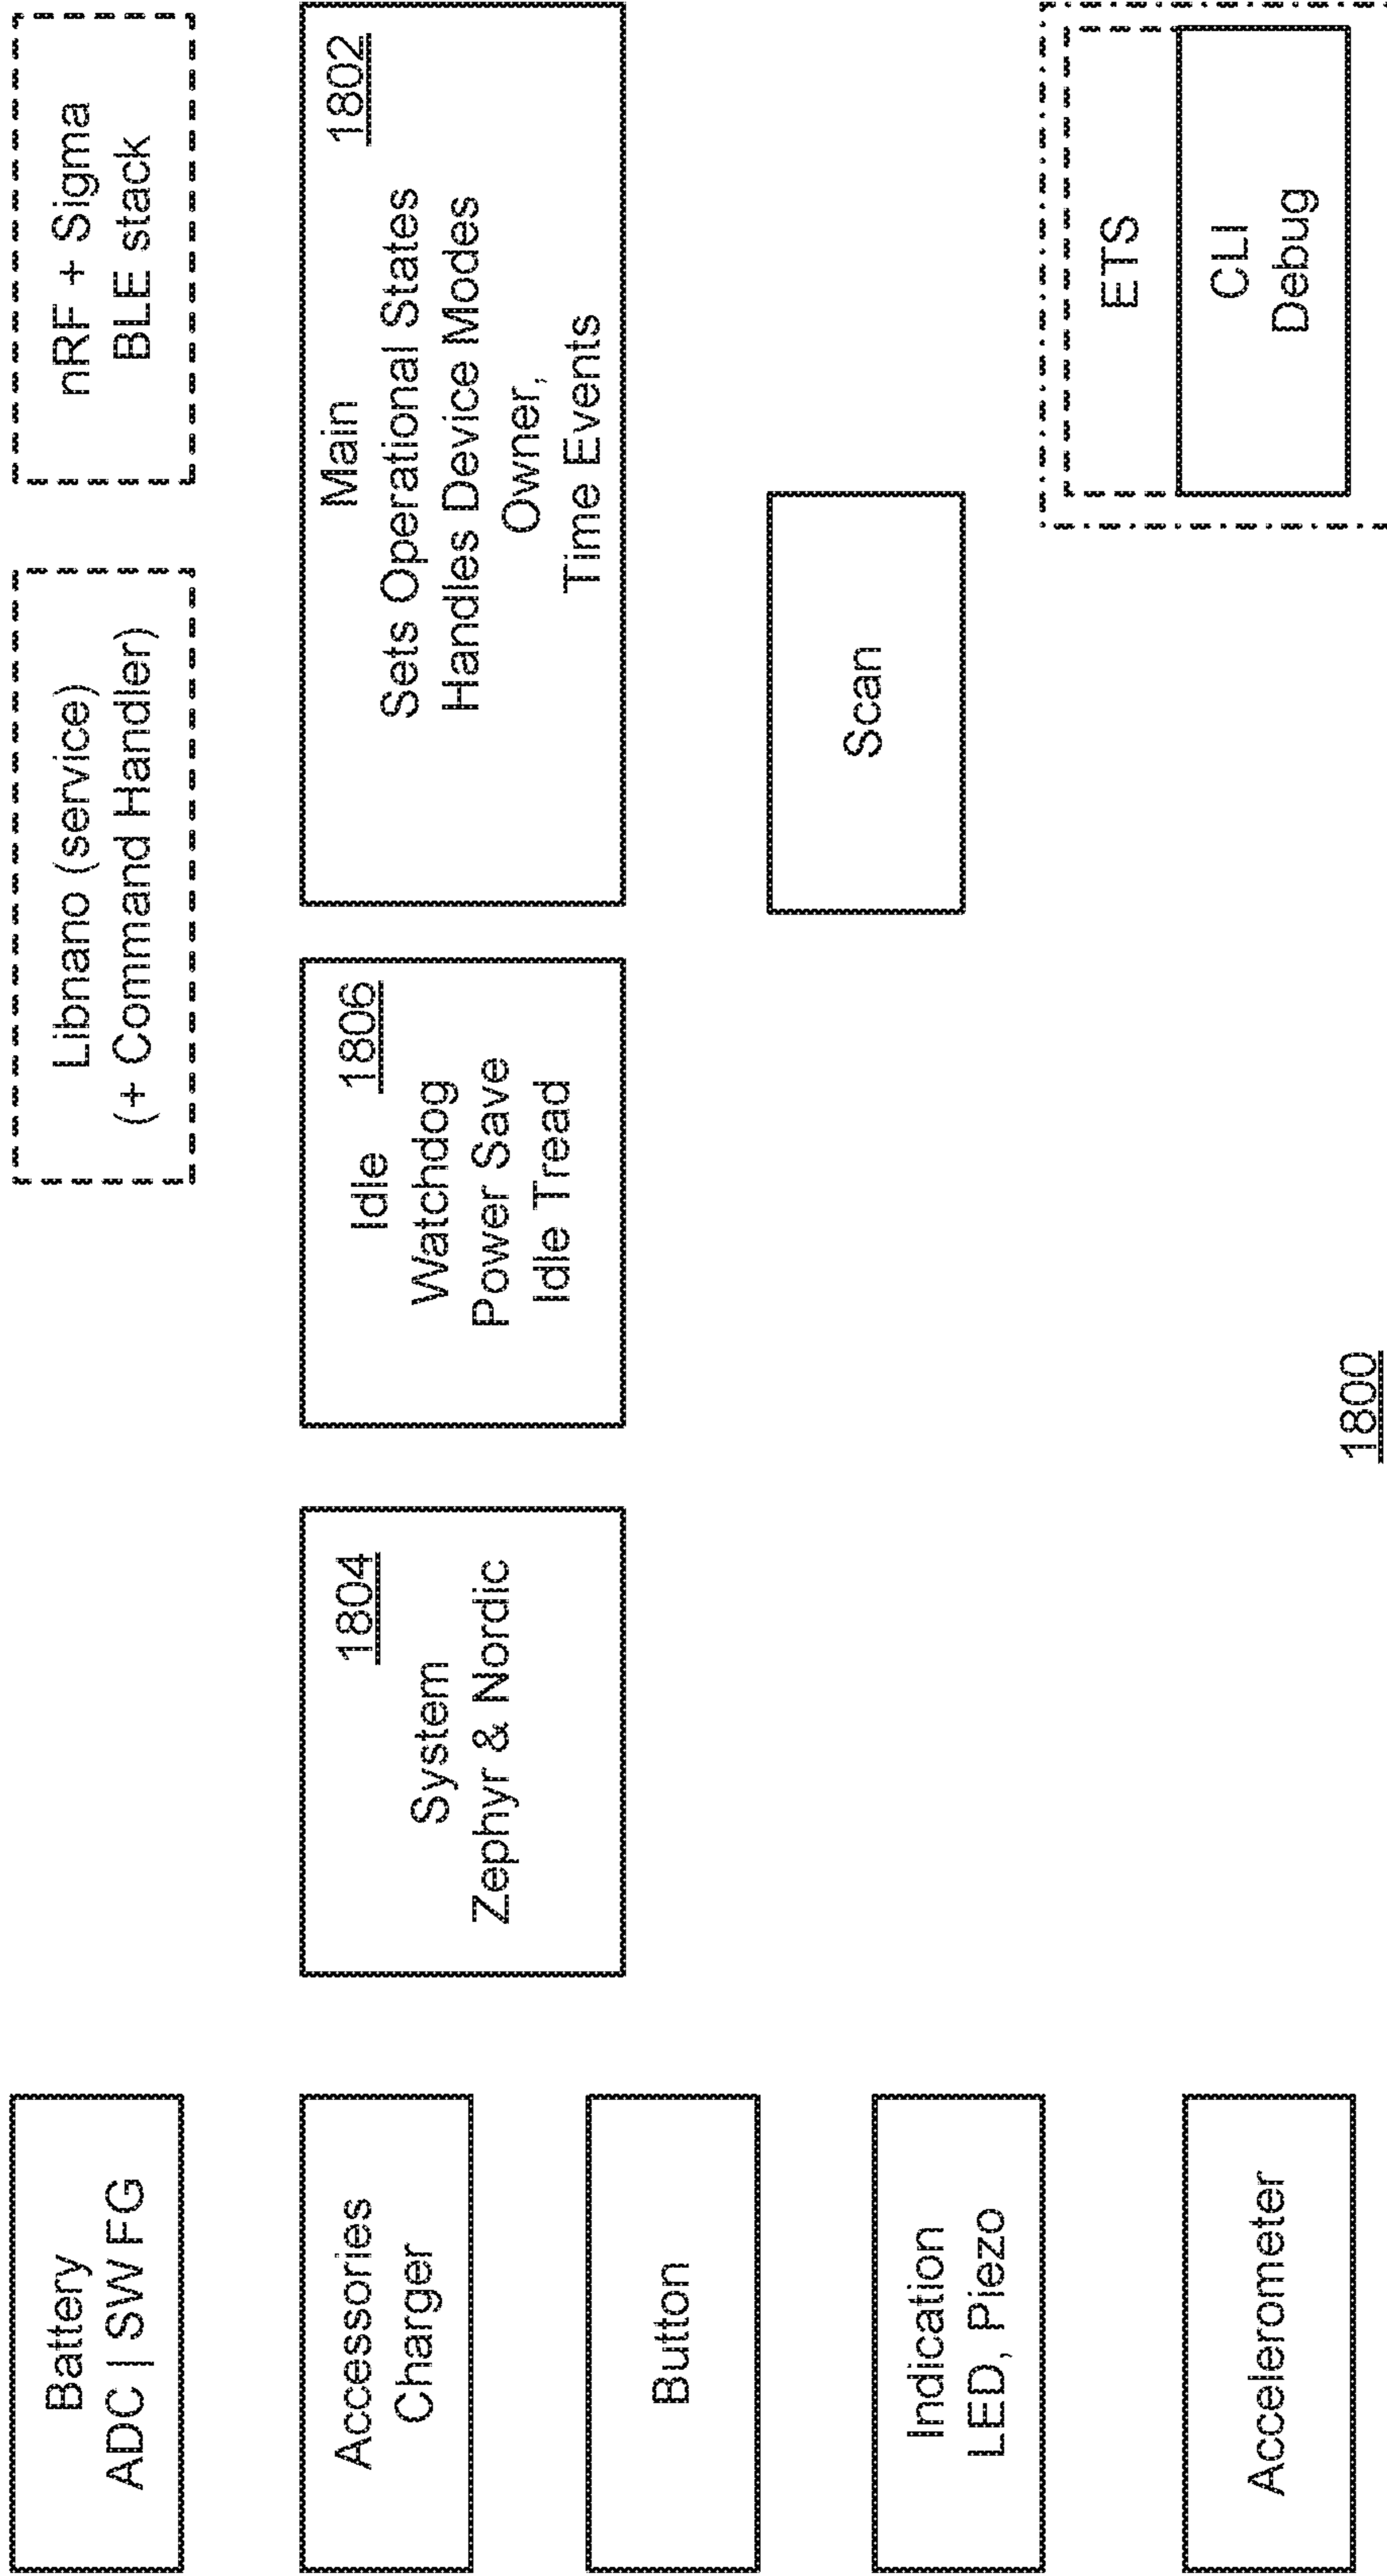 Battery
ADC | SW FG
Libnano (service)
(+ Command Handler)
nRF + Sigma
BLE stack
Accessories
Charger
1804
System
Zephyr & Nordic
Idle 1806
Watchdog
Power Save
Idle Tread
1802
Main
Sets Operational States
Handles Device Modes
Owner,
Time Events
Button
Scan
Indication
LED, Piezo
ETS
CLI
Debug
Accelerometer
1800